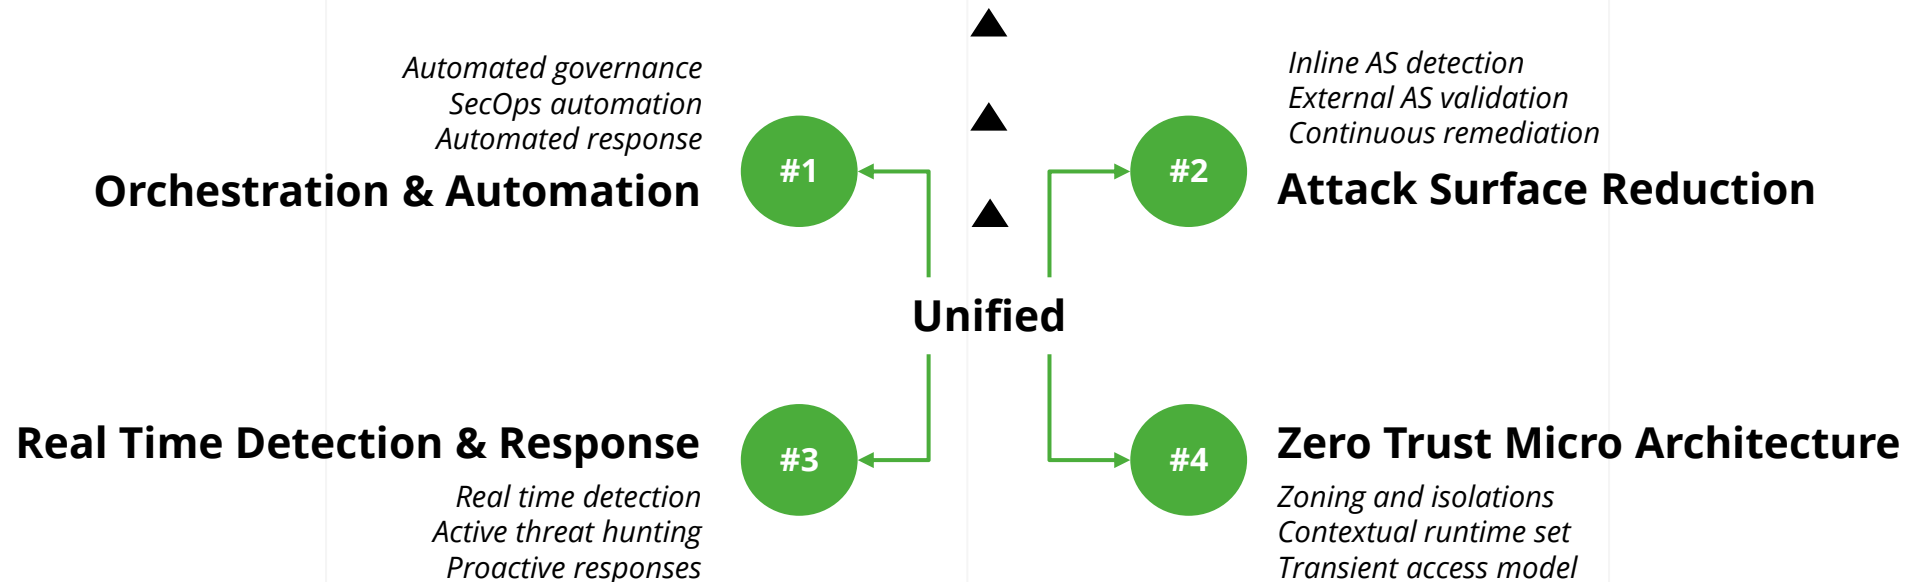 Automated governance
SecOps automation
Automated response
Orchestration & Automation
#1
Inline AS detection
External AS validation
Continuous remediation
#2
Attack Surface Reduction
Unified
Real Time Detection & Response
#3
Real time detection
Active threat hunting
Proactive responses
#4
Zero Trust Micro Architecture
Zoning and isolations
Contextual runtime set
Transient access model